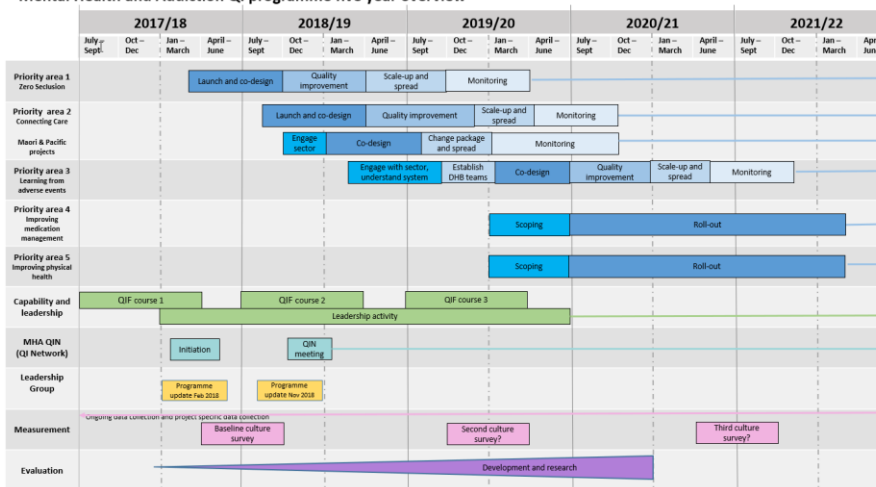 Mental Health and Addiction QI programme five year overview
2017/18 2018/19 2019/20 2020/21 2021/22
July – Sept Oct – Dec Jan – March April – June July – Sept Oct – Dec Jan – March April – June July – Sept Oct – Dec Jan – March April – June July – Sept Oct – Dec Jan – March April – June July – Sept Oct – Dec Jan – March
Priority area 1
Zero Seclusion
Launch and co-design
Quality
improvement
Scale-up and
spread
Monitoring
Priority area 2
Connecting Care
Launch and co-design
Quality improvement
Scale-up and
spread
Monitoring
Maori & Pacific
projects
Engage
sector
Co-design
Change package
and spread
Monitoring
Priority area 3
Learning from
adverse events
Engage with sector,
understand system
Establish
DHB teams
Co-design
Quality
improvement
Scale-up and
spread
Monitoring
Priority area 4
Improving
medication
management
Scoping
Roll-out
Priority area 5
Improving physical
health
Scoping
Roll-out
Capability and
leadership
QIF course 1
QIF course 2
QIF course 3
Leadership activity
MHA QIN
(QI Network)
Initiation
QIN
meeting
Leadership
Group
Programme
update Feb 2018
Programme
update Nov 2018
Measurement
Ongoing data collection and project specific data collection
Baseline culture
survey
Second culture
survey?
Third culture
survey?
Evaluation
Development and research